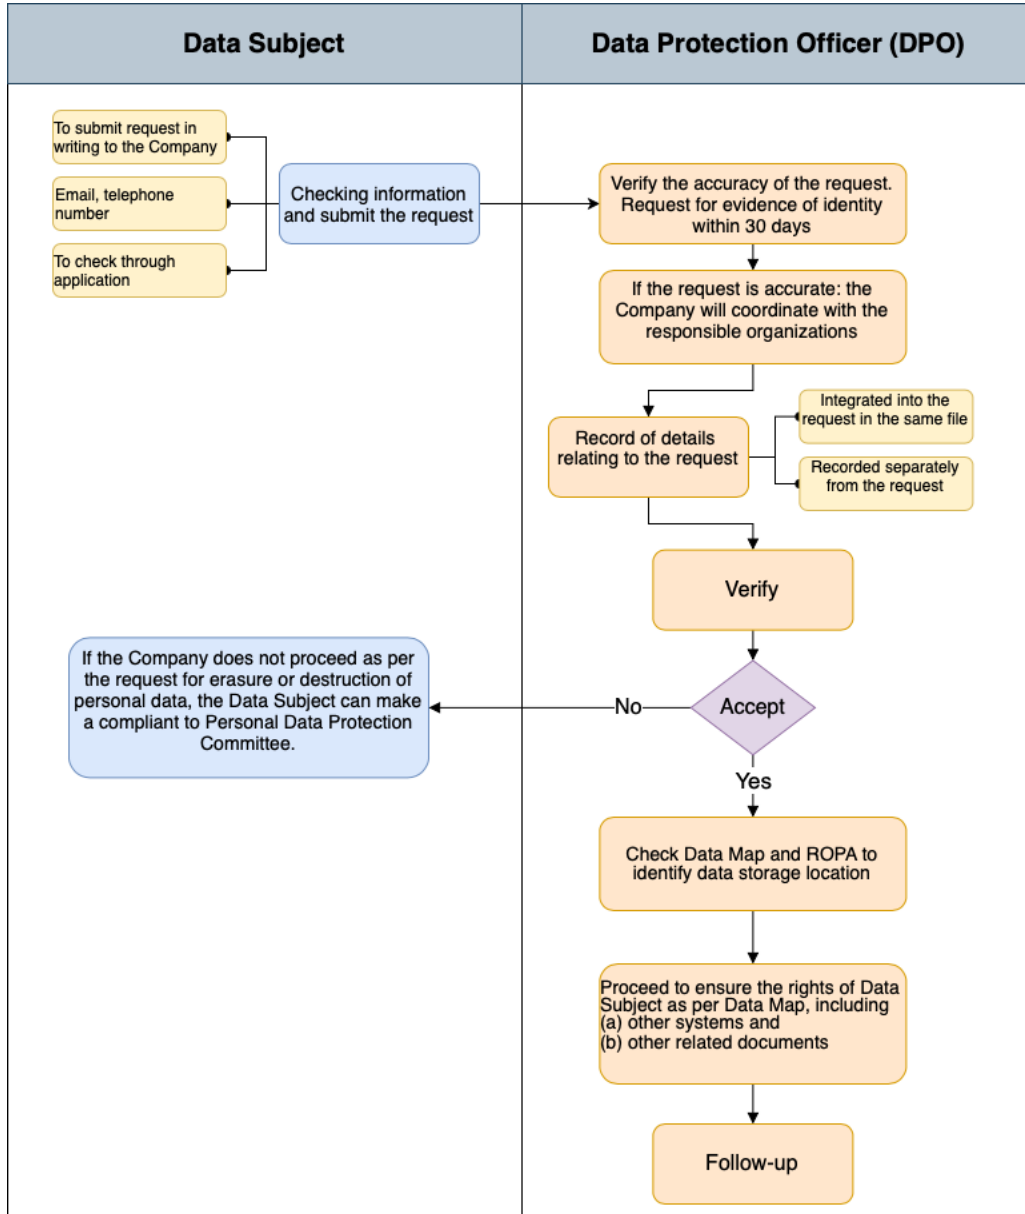 Data Subject
Data Protection Officer (DPO)
To submit request in
writing to the Company
Email, telephone
number
To check through
application
Checking information
and submit the request
Verify the accuracy of the request.
Request for evidence of identity
within 30 days
If the request is accurate: the
Company will coordinate with the
responsible organizations
Record of details
relating to the request
Integrated into the
request in the same file
Recorded separately
from the request
Verify
Accept
No
If the Company does not proceed as per
the request for erasure or destruction of
personal data, the Data Subject can make
a compliant to Personal Data Protection
Committee.
Yes
Check Data Map and ROPA to
identify data storage location
Proceed to ensure the rights of Data
Subject as per Data Map, including
(a) other systems and
(b) other related documents
Follow-up